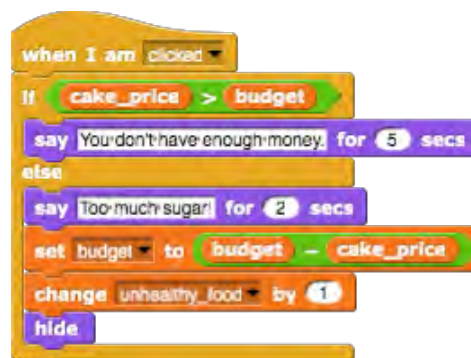 when I am clicked
if cake_price > budget
say You don't have enough money. for 5 secs
else
say Too much sugar! for 2 secs
set budget to budget - cake_price
change unhealthy_food by 1
hide